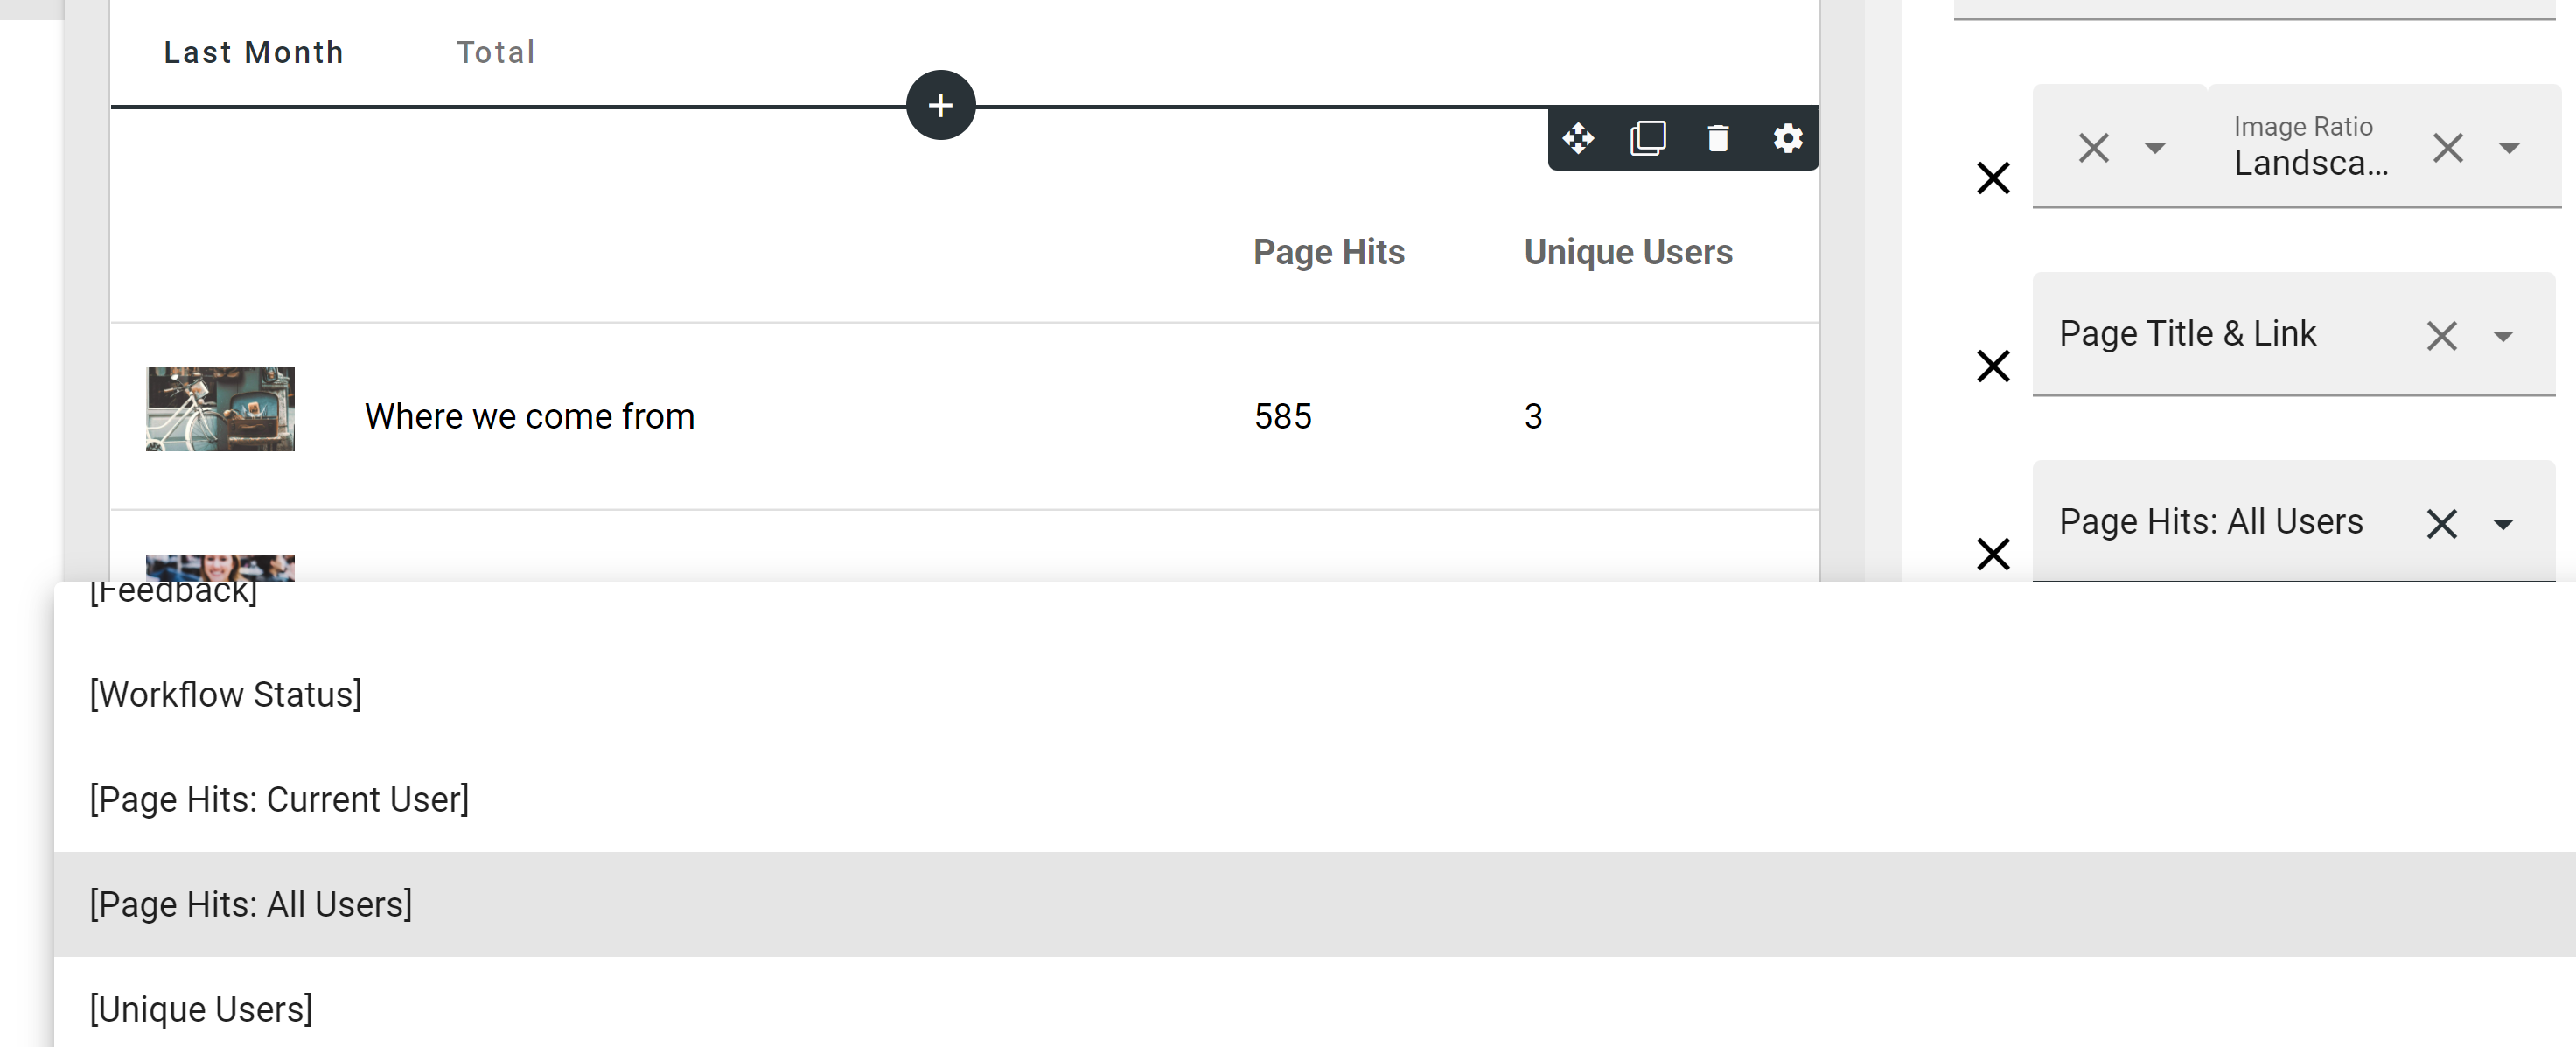 Last Month Total
Image Ratio
Landsca...
Page Hits Unique Users
Page Title & Link
Where we come from 585 3
Page Hits: All Users
[Feedback]
[Workflow Status]
[Page Hits: Current User]
[Page Hits: All Users]
[Unique Users]